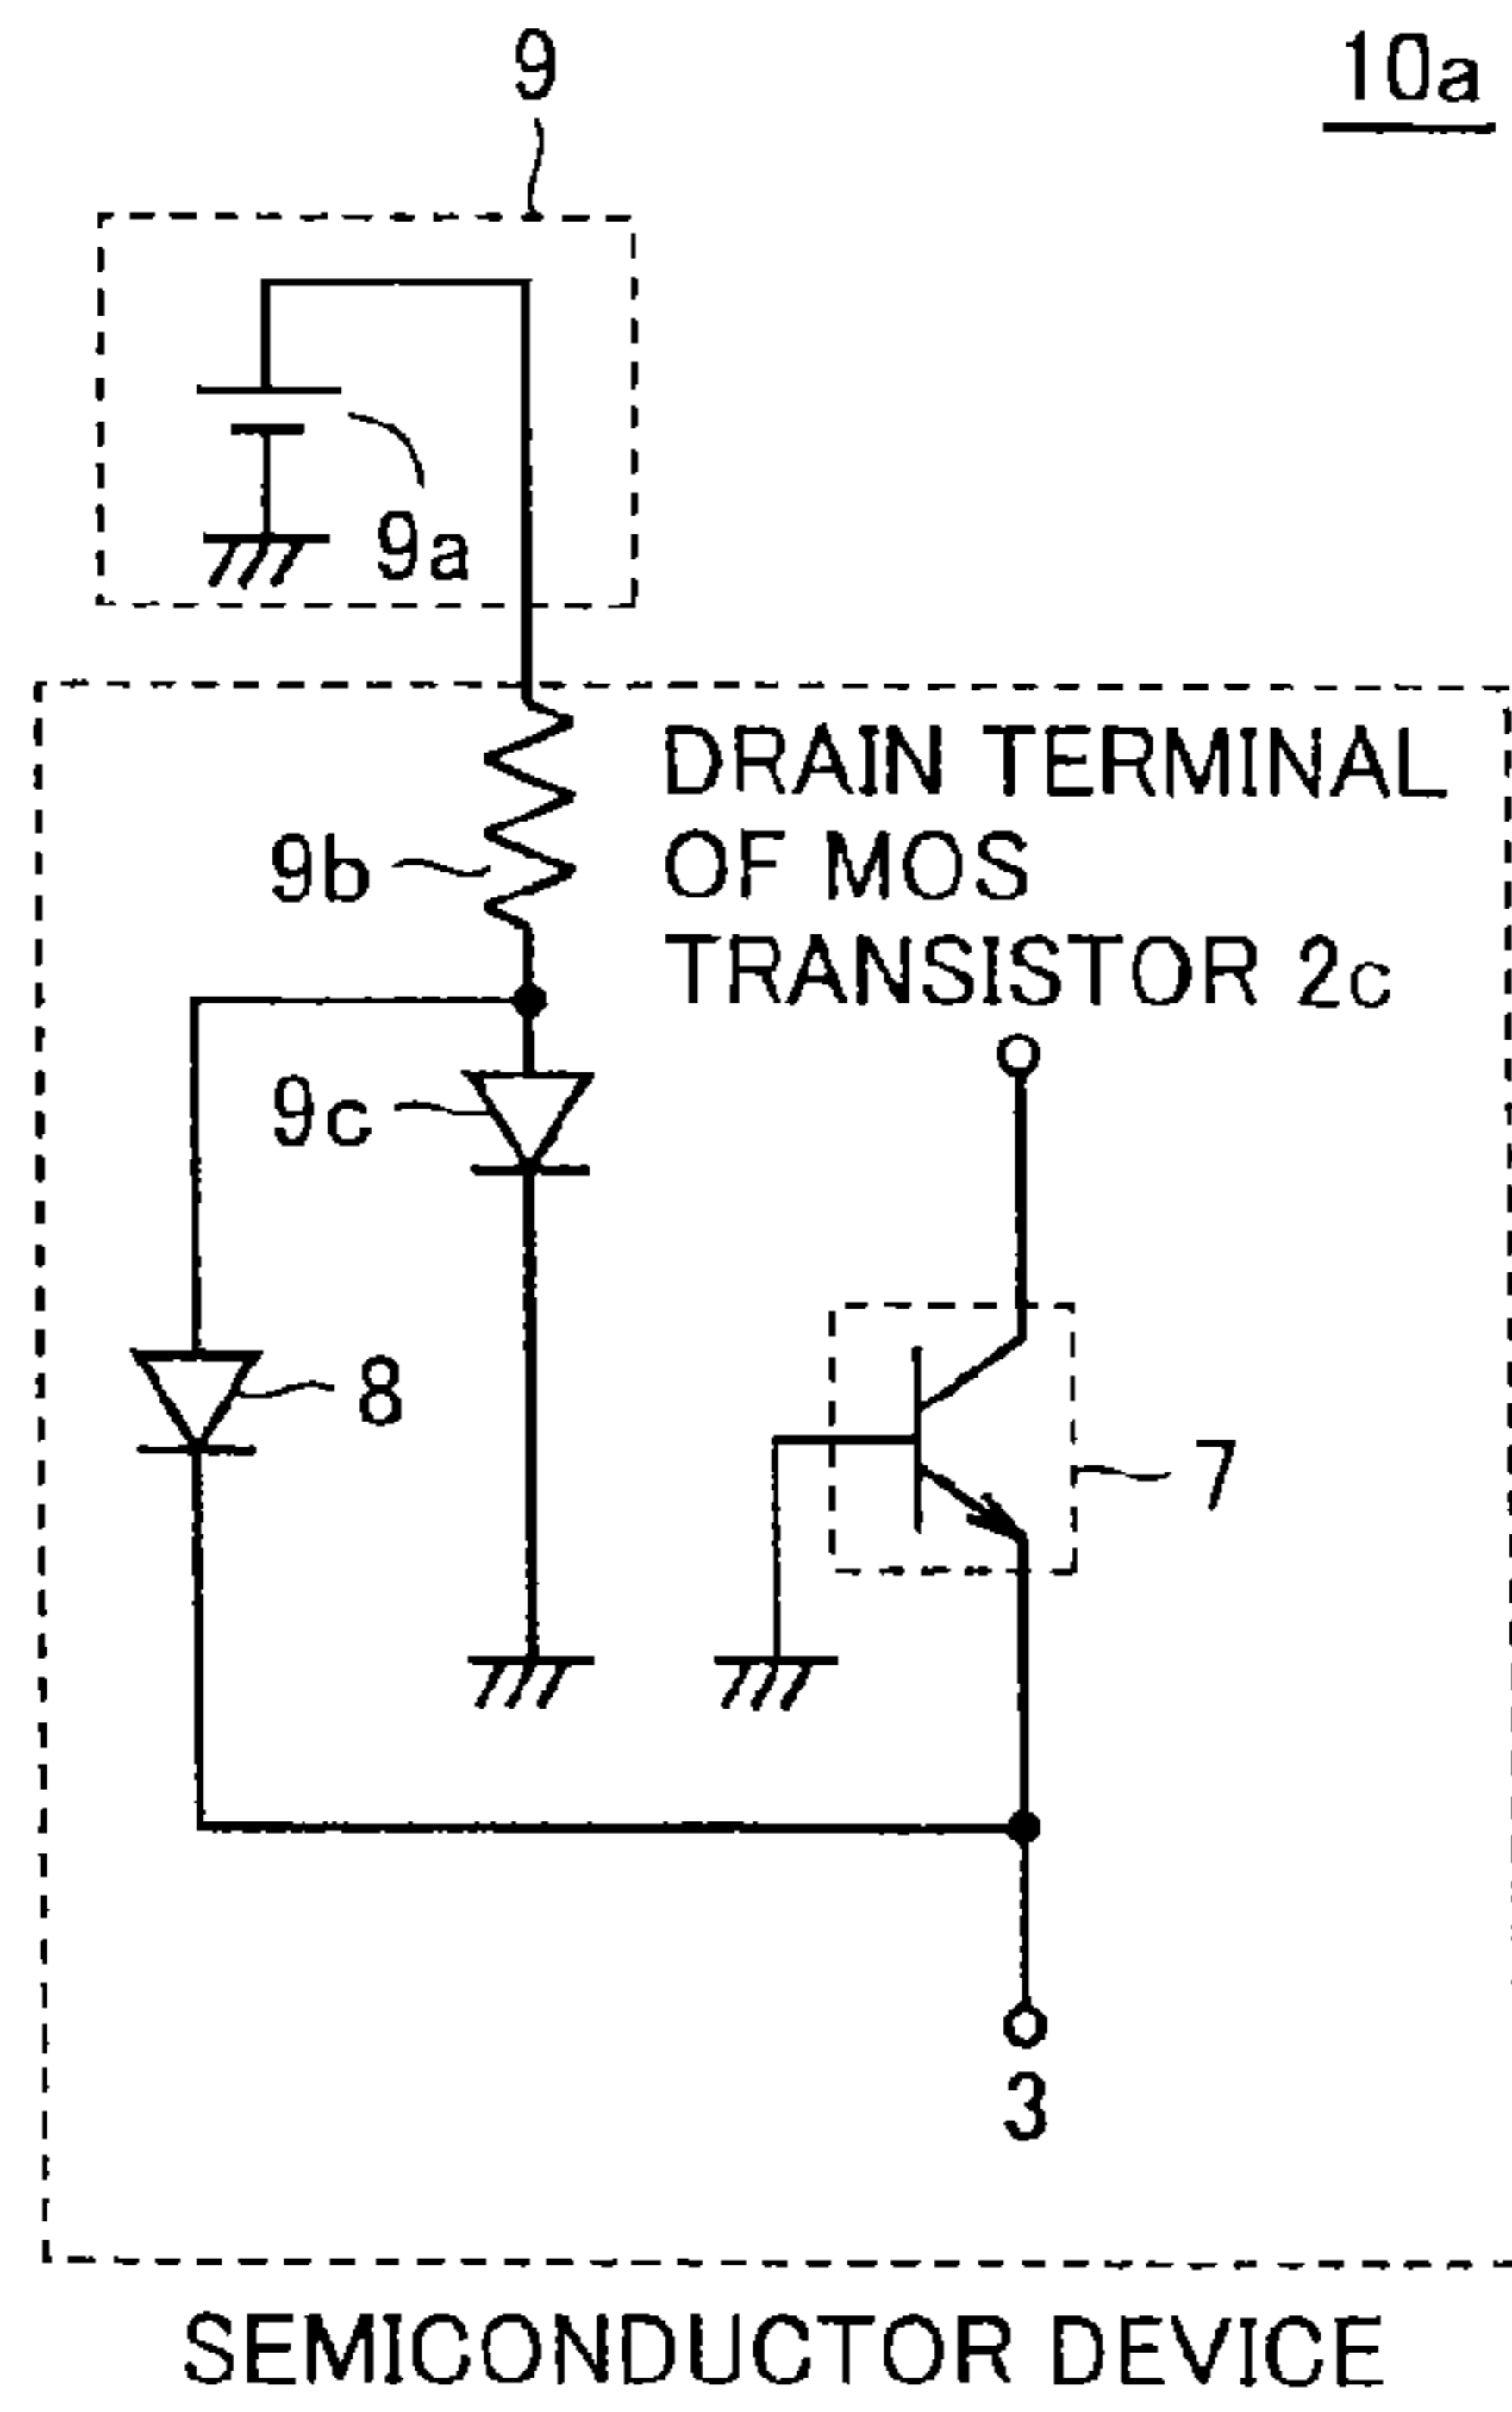 9
10a
9a
DRAIN TERMINAL
OF MOS
TRANSISTOR 2c
9b
9c
8
7
3
SEMICONDUCTOR DEVICE